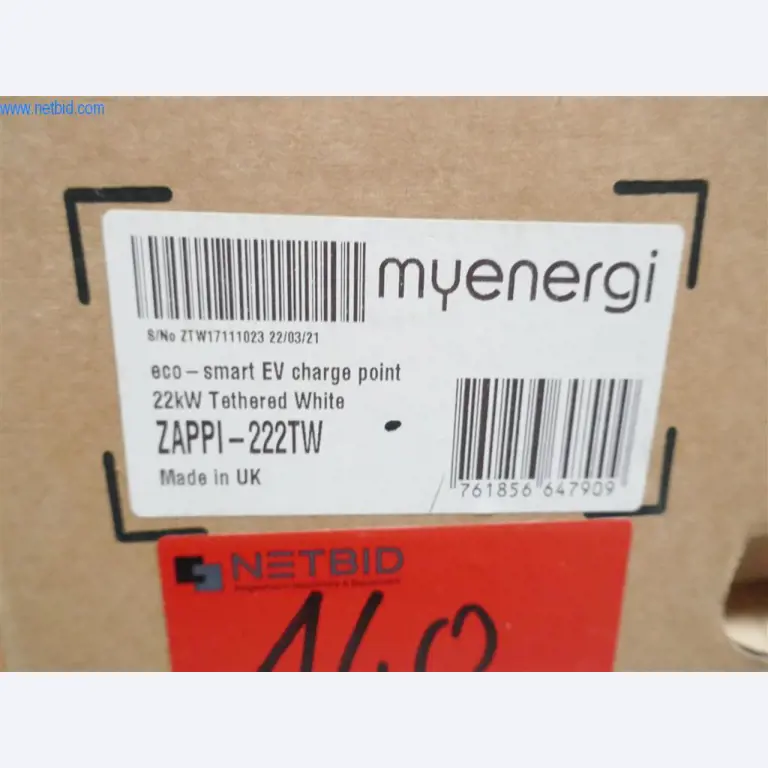 www.netbid.com
myenergi
S/No ZTW17111023 22/03/21
eco-smart EV charge point
22kW Tethered White
ZAPPI-222TW
Made in UK
761856 647909
NETBID
140